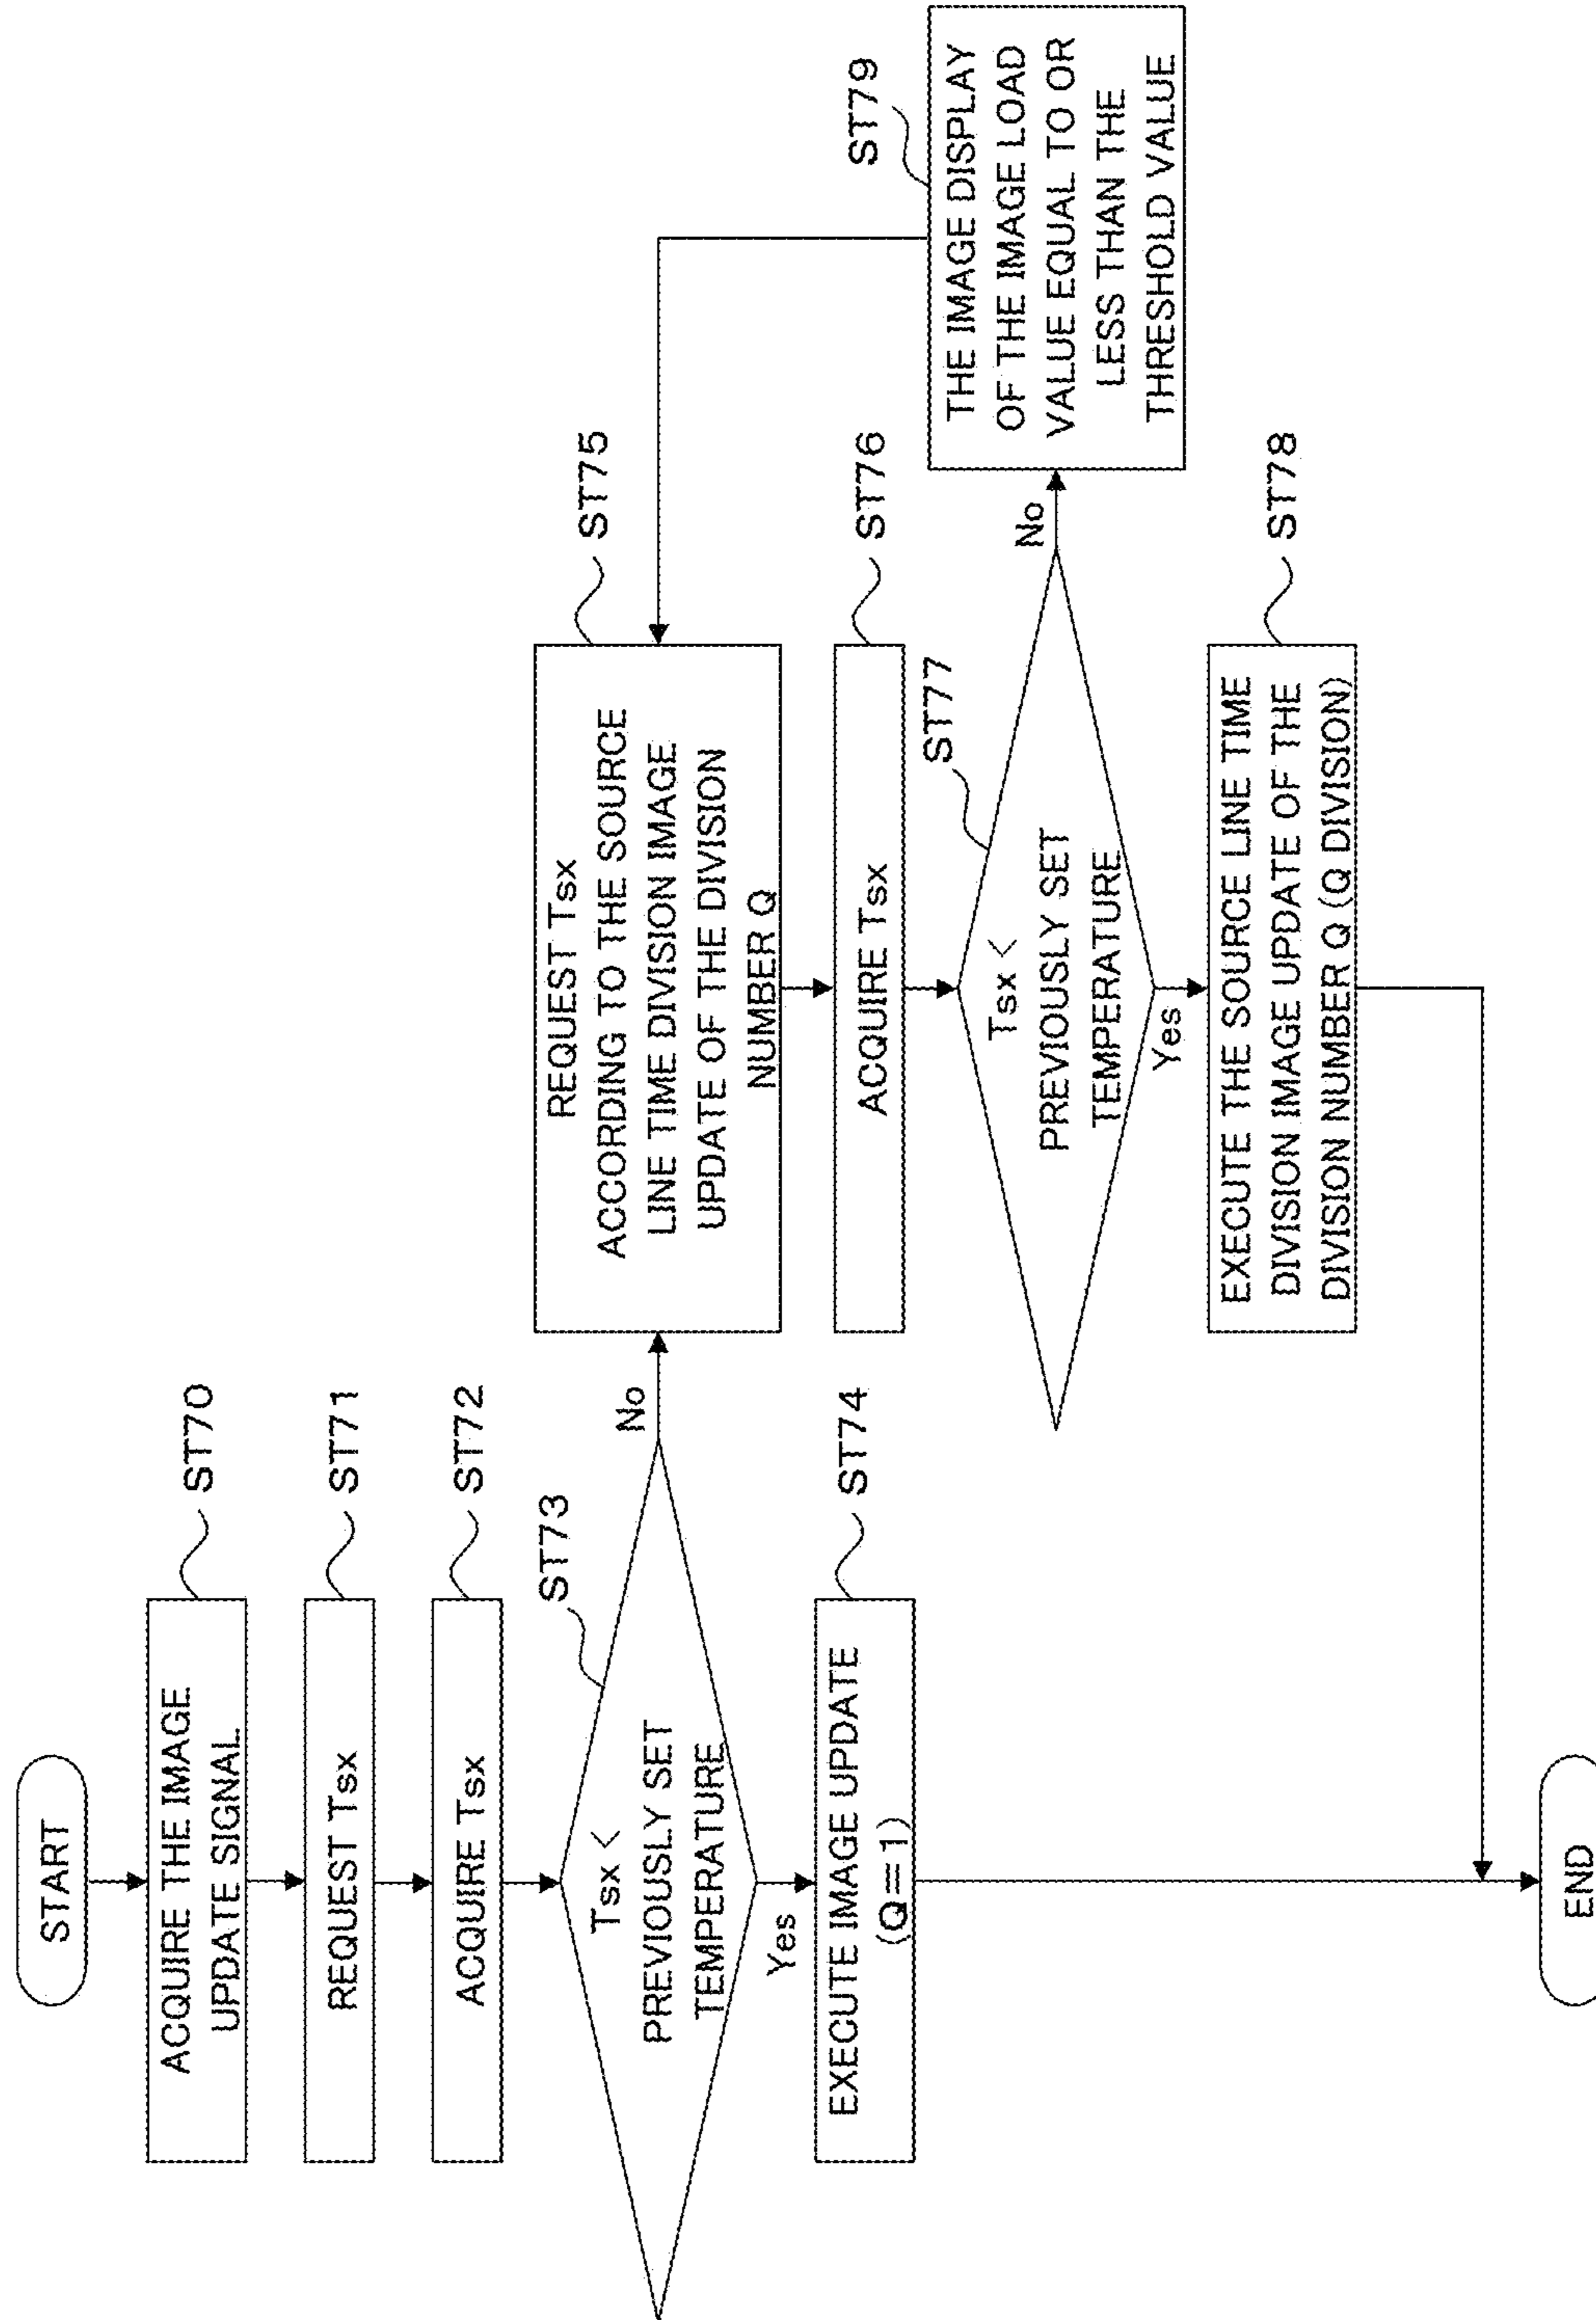 START
ACQUIRE THE IMAGE
UPDATE SIGNAL
ST70
REQUEST Tsx
ST71
ACQUIRE Tsx
ST72
Tsx <
PREVIOUSLY SET
TEMPERATURE
ST73
No
Yes
EXECUTE IMAGE UPDATE
(Q=1)
ST74
REQUEST Tsx
ACCORDING TO THE SOURCE
LINE TIME DIVISION IMAGE
UPDATE OF THE DIVISION
NUMBER Q
ST75
ACQUIRE Tsx
ST76
Tsx <
PREVIOUSLY SET
TEMPERATURE
ST77
No
Yes
EXECUTE THE SOURCE LINE TIME
DIVISION IMAGE UPDATE OF THE
DIVISION NUMBER Q (Q DIVISION)
ST78
THE IMAGE DISPLAY
OF THE IMAGE LOAD
VALUE EQUAL TO OR
LESS THAN THE
THRESHOLD VALUE
ST79
END